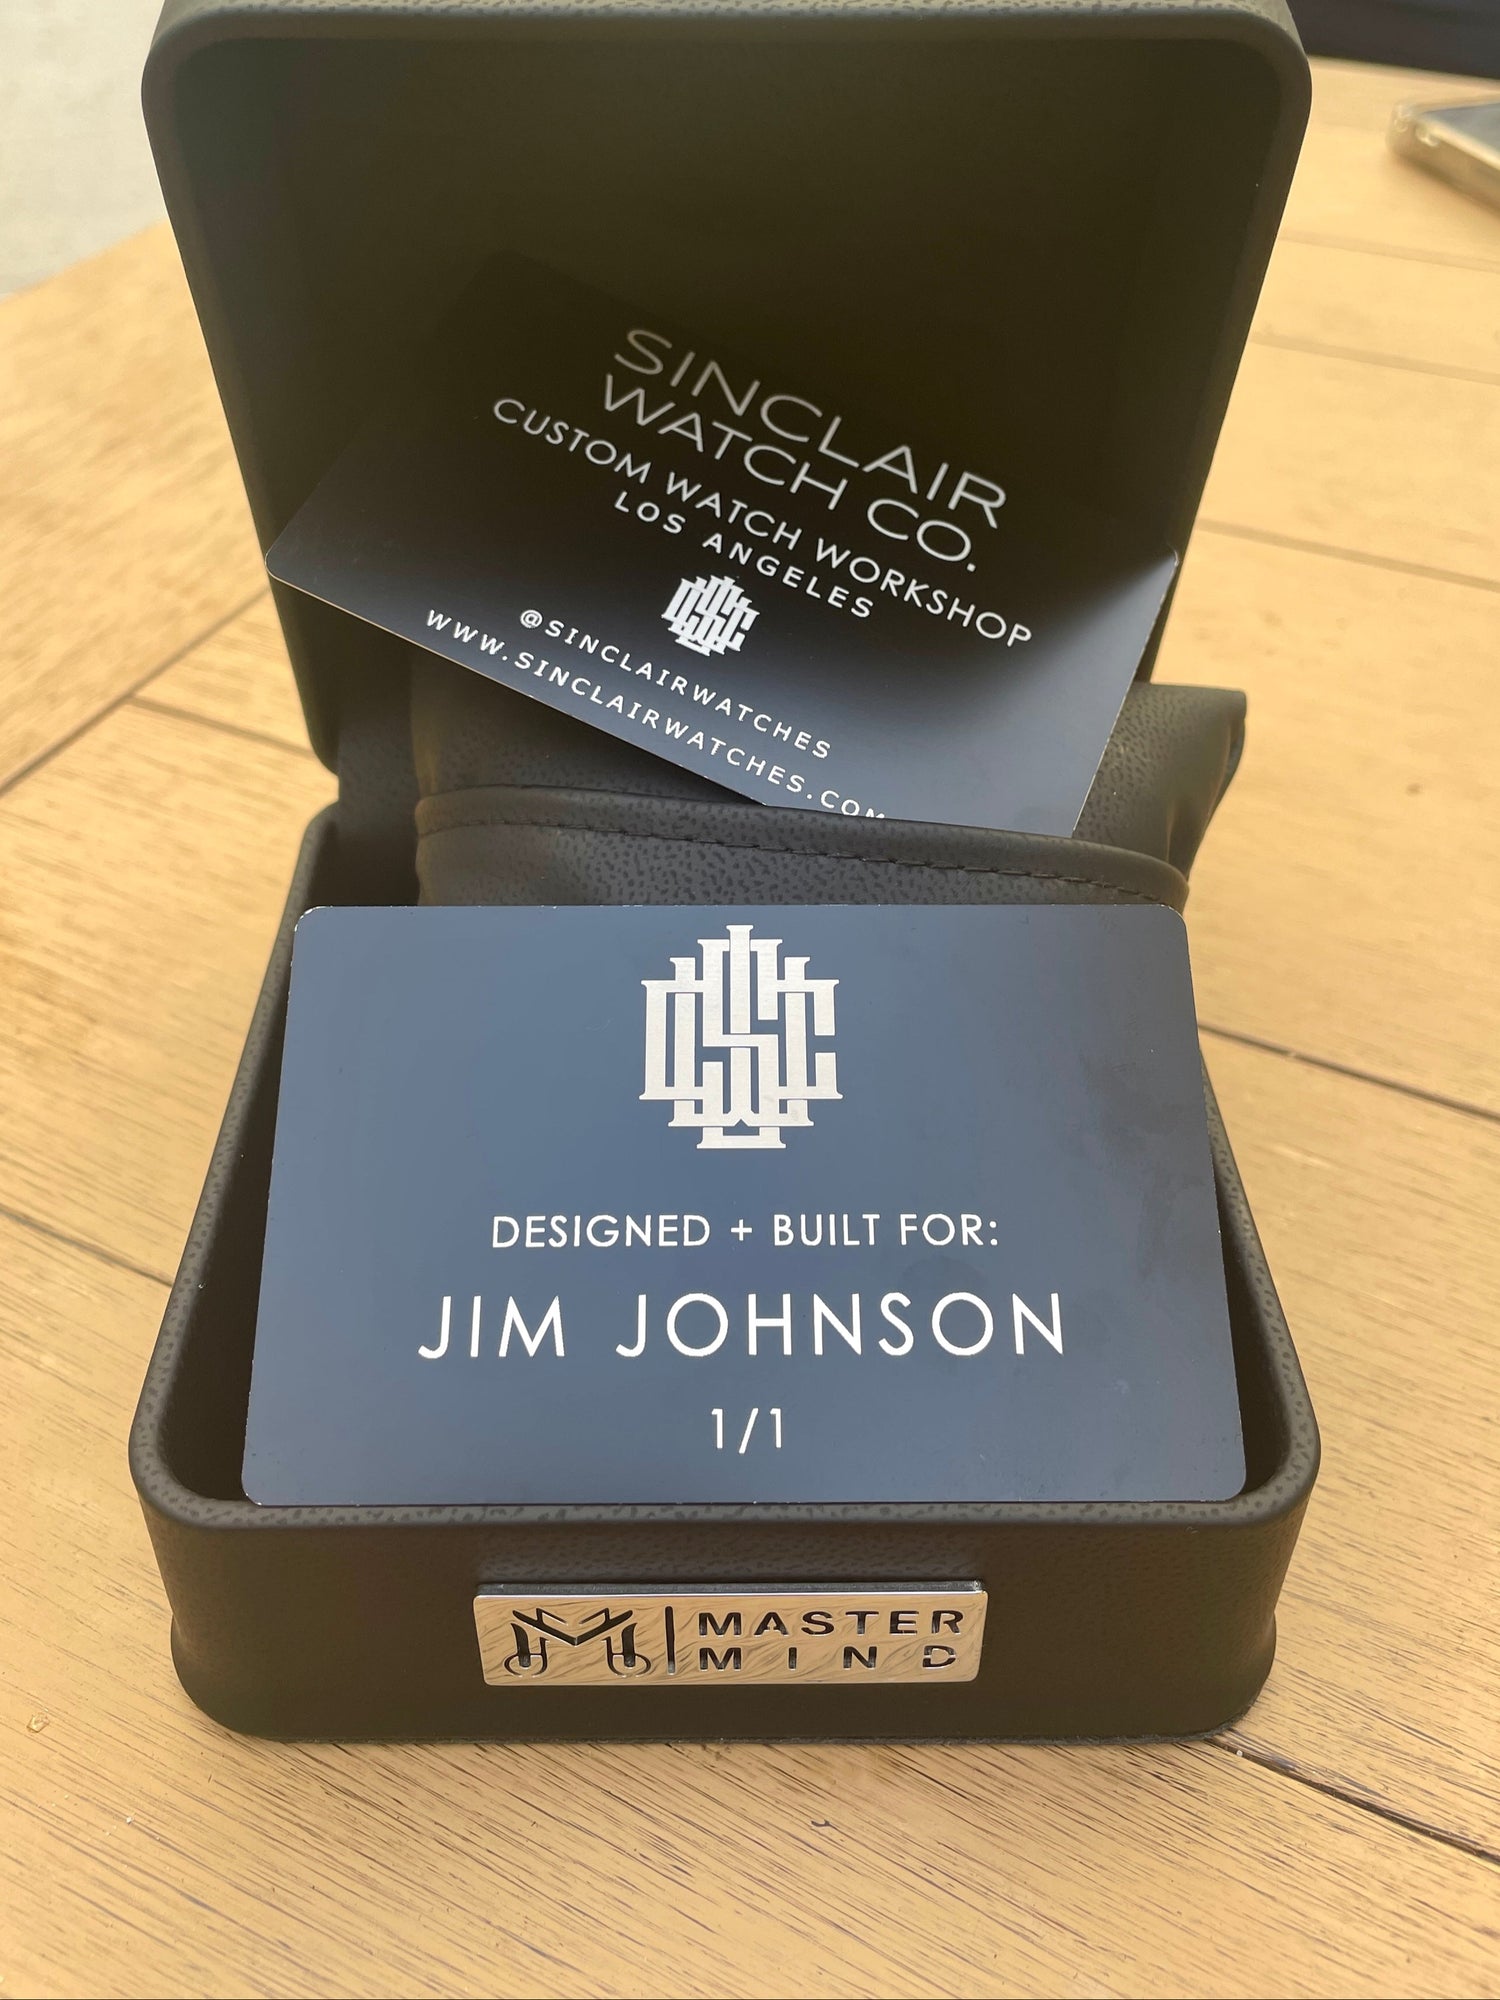 SINCLAIR
WATCH CO.
CUSTOM WATCH WORKSHOP
LOS ANGELES
@SINCLAIRWATCHES
WWW.SINCLAIRWATCHES.COM
DESIGNED + BUILT FOR:
JIM JOHNSON
1/1
MASTER
MIND